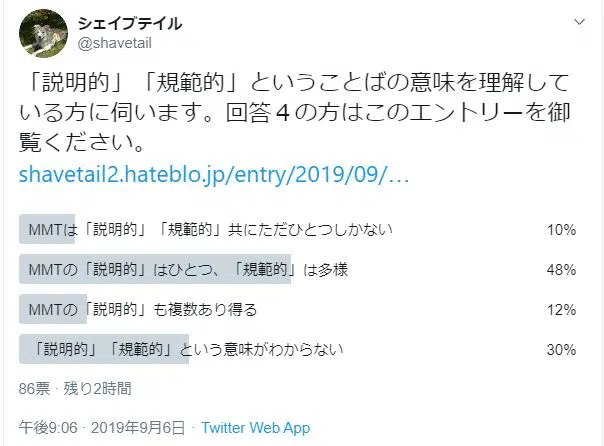 シェイブテイル
@shavetail
「説明的」「規範的」ということばの意味を理解して
いる方に伺います。回答４の方はこのエントリーを御
覧ください。
shavetail2.hateblo.jp/entry/2019/09/…
MMTは「説明的」「規範的」共にただひとつしかない 10%
MMTの「説明的」はひとつ、「規範的」は多様 48%
MMTの「説明的」も複数あり得る 12%
「説明的」「規範的」という意味がわからない 30%
86票 · 残り2時間
午後9:06 · 2019年9月6日 · Twitter Web App